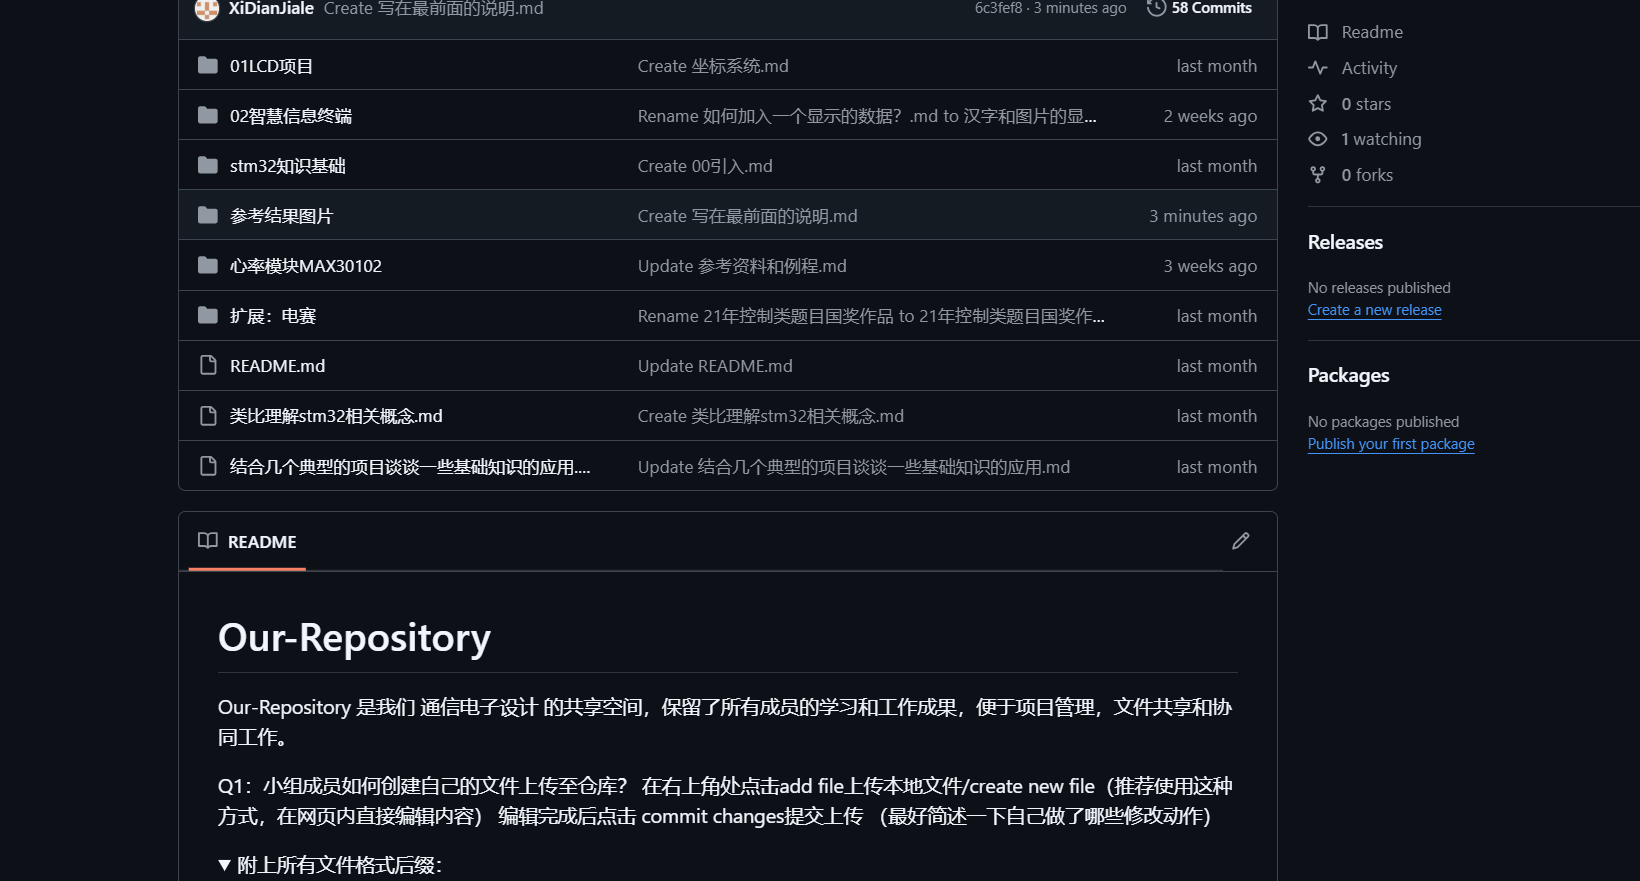 XiDianJiale Create 写在最前面的说明.md 6c3fef8 · 3 minutes ago 58 Commits
01LCD项目 Create 坐标系统.md last month
02智慧信息终端 Rename 如何加入一个显示的数据？.md to 汉字和图片的显... 2 weeks ago
stm32知识基础 Create 00引入.md last month
参考结果图片 Create 写在最前面的说明.md 3 minutes ago
心率模块MAX30102 Update 参考资料和例程.md 3 weeks ago
扩展：电赛 Rename 21年控制类题目国奖作品 to 21年控制类题目国奖作... last month
README.md Update README.md last month
类比理解stm32相关概念.md Create 类比理解stm32相关概念.md last month
结合几个典型的项目谈谈一些基础知识的应用.... Update 结合几个典型的项目谈谈一些基础知识的应用.md last month
README
Our-Repository
Our-Repository 是我们 通信电子设计 的共享空间，保留了所有成员的学习和工作成果，便于项目管理，文件共享和协
同工作。
Q1：小组成员如何创建自己的文件上传至仓库？ 在右上角处点击add file上传本地文件/create new file（推荐使用这种
方式，在网页内直接编辑内容） 编辑完成后点击 commit changes提交上传 （最好简述一下自己做了哪些修改动作）
▼ 附上所有文件格式后缀：
Readme
Activity
0 stars
1 watching
0 forks
Releases
No releases published
Create a new release
Packages
No packages published
Publish your first package